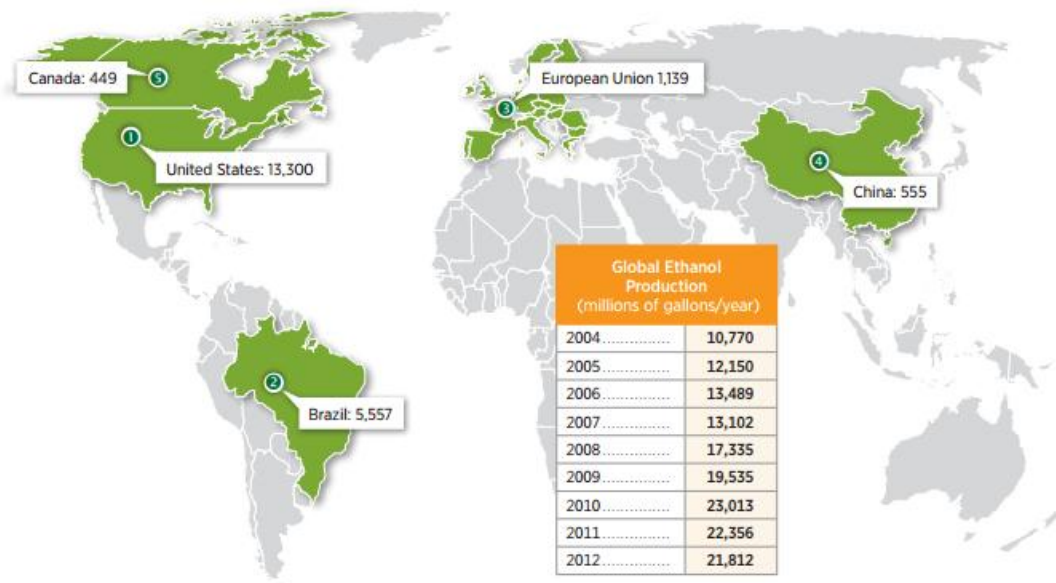 Canada: 449
5
European Union 1,139
3
1
United States: 13,300
4
China: 555
2
Brazil: 5,557
Global Ethanol
Production
(millions of gallons/year)
2004............... 10,770
2005............... 12,150
2006............... 13,489
2007............... 13,102
2008............... 17,335
2009............... 19,535
2010............... 23,013
2011............... 22,356
2012............... 21,812